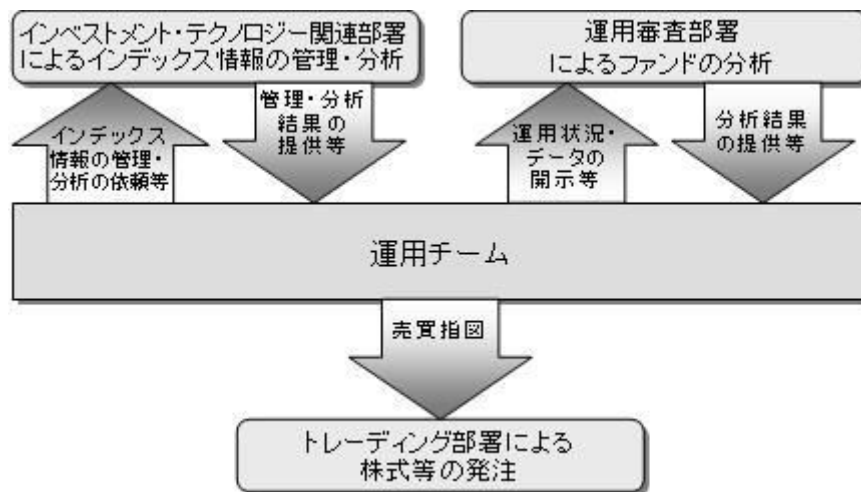 インベストメント・テクノロジー関連部署
によるインデックス情報の管理・分析
運用審査部署
によるファンドの分析
インデックス
情報の管理・
分析の依頼等
管理・分析
結果の
提供等
運用状況・
データの
開示等
分析結果
の提供等
運用チーム
売買指図
トレーディング部署による
株式等の発注